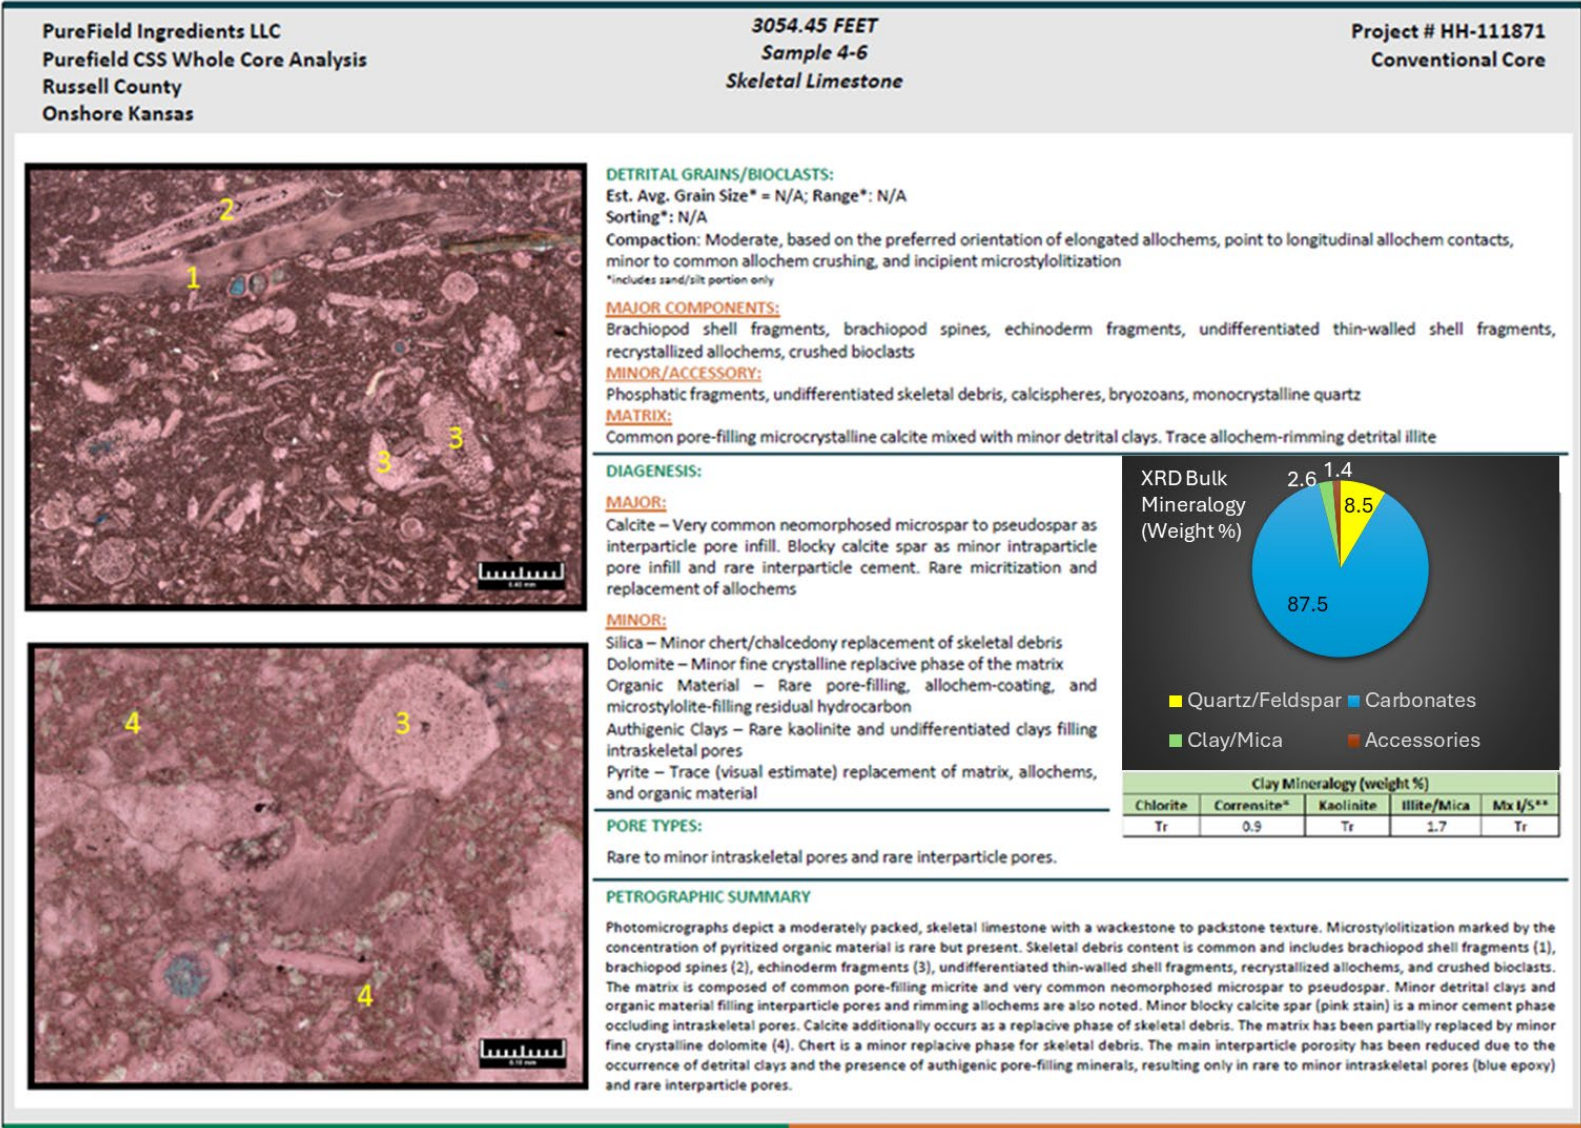 PureField Ingredients LLC
Purefield CSS Whole Core Analysis
Russell County
Onshore Kansas
3054.45 FEET
Sample 4-6
Skeletal Limestone
Project # HH-111871
Conventional Core
2
1
3
3
4
3
4
DETRITAL GRAINS/BIOCLASTS:
Est. Avg. Grain Size* = N/A; Range*: N/A
Sorting*: N/A
Compaction: Moderate, based on the preferred orientation of elongated allochems, point to longitudinal allochem contacts,
minor to common allochem crushing, and incipient microstylolitization
*includes sand/silt portion only
MAJOR COMPONENTS:
Brachiopod shell fragments, brachiopod spines, echinoderm fragments, undifferentiated thin-walled shell fragments,
recrystallized allochems, crushed bioclasts
MINOR/ACCESSORY:
Phosphatic fragments, undifferentiated skeletal debris, calcispheres, bryozoans, monocrystalline quartz
MATRIX:
Common pore-filling microcrystalline calcite mixed with minor detrital clays. Trace allochem-rimming detrital illite
DIAGENESIS:
MAJOR:
Calcite – Very common neomorphosed microspar to pseudospar as
interparticle pore infill. Blocky calcite spar as minor intraparticle
pore infill and rare interparticle cement. Rare micritization and
replacement of allochems
MINOR:
Silica – Minor chert/chalcedony replacement of skeletal debris
Dolomite – Minor fine crystalline replacive phase of the matrix
Organic Material – Rare pore-filling, allochem-coating, and
microstylolite-filling residual hydrocarbon
Authigenic Clays – Rare kaolinite and undifferentiated clays filling
intraskeletal pores
Pyrite – Trace (visual estimate) replacement of matrix, allochems,
and organic material
XRD Bulk
Mineralogy
(Weight %)
2.6
1.4
8.5
87.5
Quartz/Feldspar Carbonates
Clay/Mica Accessories
Clay Mineralogy (weight %)
Chlorite Corrensite* Kaolinite Illite/Mica Mx I/S**
Tr 0.9 Tr 1.7 Tr
PORE TYPES:
Rare to minor intraskeletal pores and rare interparticle pores.
PETROGRAPHIC SUMMARY
Photomicrographs depict a moderately packed, skeletal limestone with a wackestone to packstone texture. Microstylolitization marked by the
concentration of pyritized organic material is rare but present. Skeletal debris content is common and includes brachiopod shell fragments (1),
brachiopod spines (2), echinoderm fragments (3), undifferentiated thin-walled shell fragments, recrystallized allochems, and crushed bioclasts.
The matrix is composed of common pore-filling micrite and very common neomorphosed microspar to pseudospar. Minor detrital clays and
organic material filling interparticle pores and rimming allochems are also noted. Minor blocky calcite spar (pink stain) is a minor cement phase
occluding intraskeletal pores. Calcite additionally occurs as a replacive phase of skeletal debris. The matrix has been partially replaced by minor
fine crystalline dolomite (4). Chert is a minor replacive phase for skeletal debris. The main interparticle porosity has been reduced due to the
occurrence of detrital clays and the presence of authigenic pore-filling minerals, resulting only in rare to minor intraskeletal pores (blue epoxy)
and rare interparticle pores.